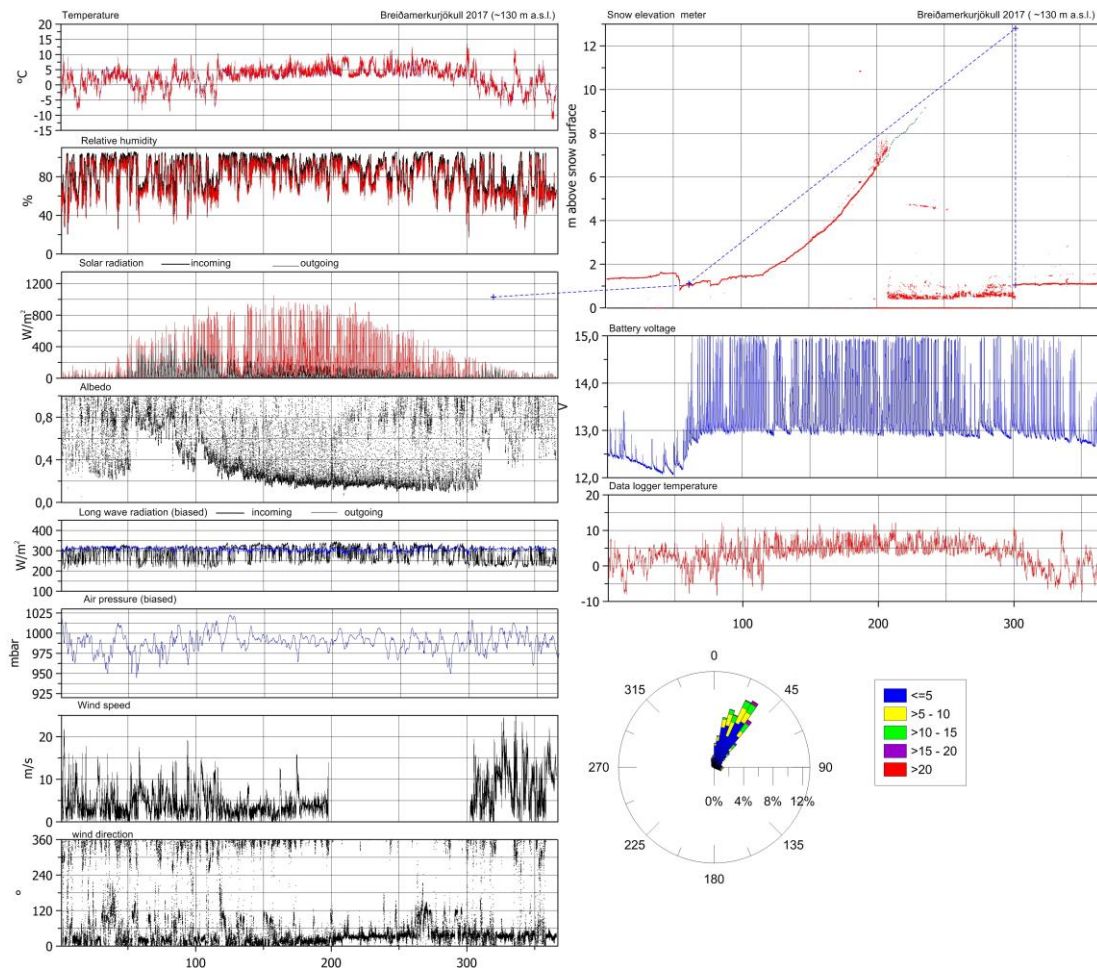 Temperature
Breiðamerkurjökull 2017 (~130 m a.s.l.)
20
15
10
5
0
-5
-10
15
ºC
Relative humidity
80
40
0
%
Solar radiation incoming outgoing
1200
800
400
0
W/m²
Albedo
0,8
0,4
0,0
Long wave radiation (biased) incoming outgoing
400
300
200
100
W/m²
Air pressure (biased)
1025
1000
975
950
925
mbar
Wind speed
20
10
0
m/s
wind direction
360
240
120
0
º
0 100 200 300
Snow elevation meter
Breiðamerkurjökull 2017 (~130 m a.s.l.)
12
10
8
6
4
2
0
m above snow surface
Battery voltage
15,0
14,0
13,0
12,0
V
Data logger temperature
20
10
0
-10
100 200 300
0
45
90
135
180
225
270
315
0% 4% 8% 12%
<=5
>5 - 10
>10 - 15
>15 - 20
>20